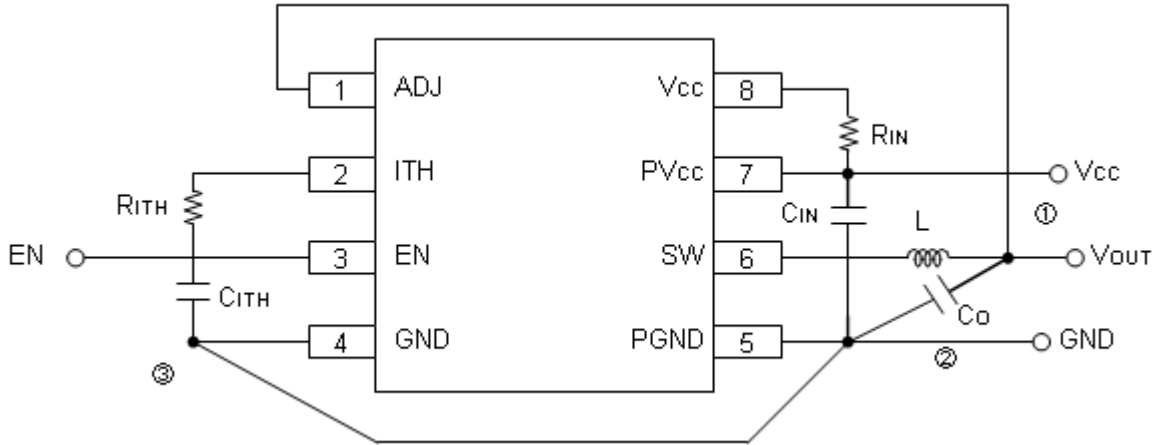 1 ADJ Vcc 8
RIN
2 ITH PVcc 7 Vcc
RITH CIN ① L
EN 3 EN SW 6 VOUT
CITH Co
4 GND PGND 5 GND
③ ②